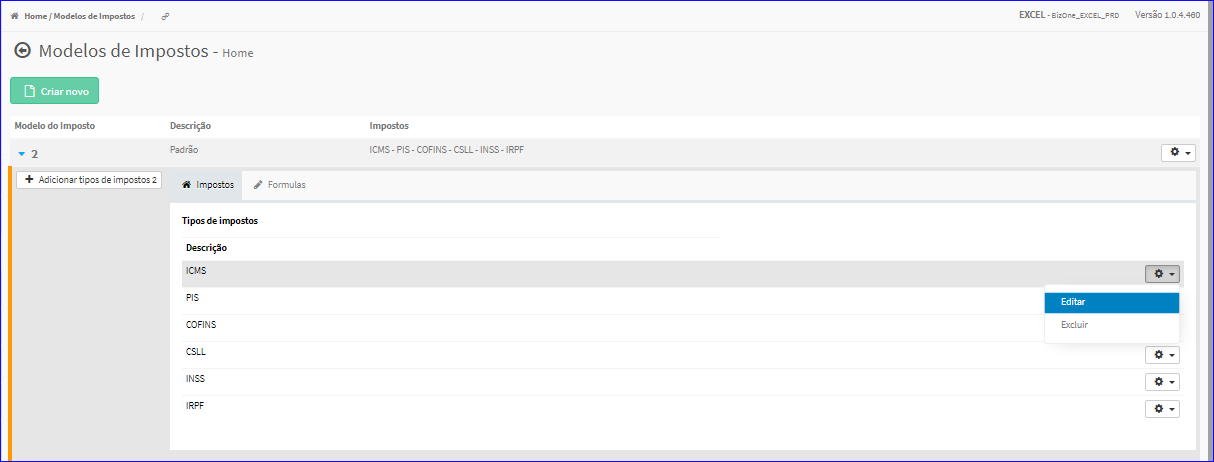 Home / Modelos de Impostos /
EXCEL - BizOne_EXCEL_PRD Versão 1.0.4.460
Modelos de Impostos - Home
Criar novo
Modelo do Imposto Descrição Impostos
2 Padrão ICMS - PIS - COFINS - CSLL - INSS - IRPF
+ Adicionar tipos de impostos 2
Impostos Formulas
Tipos de impostos
Descrição
ICMS
PIS
Editar
COFINS
Excluir
CSLL
INSS
IRPF